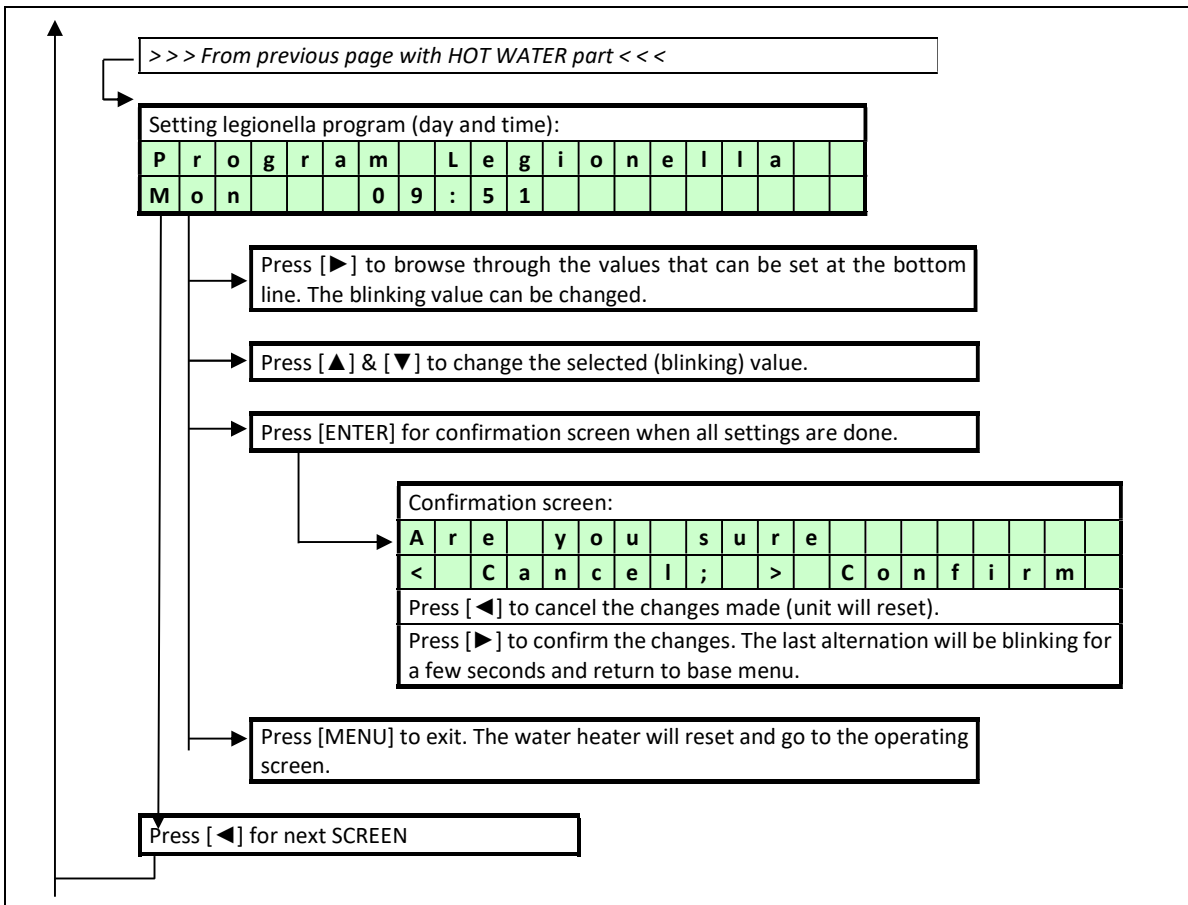 > > > From previous page with HOT WATER part < < <
Setting legionella program (day and time):
Program Legionella
Mon   09:51
Press [►] to browse through the values that can be set at the bottom
line. The blinking value can be changed.
Press [▲] & [▼] to change the selected (blinking) value.
Press [ENTER] for confirmation screen when all settings are done.
Confirmation screen:
Are you sure
< Cancel; > Confirm
Press [◄] to cancel the changes made (unit will reset).
Press [►] to confirm the changes. The last alternation will be blinking for
a few seconds and return to base menu.
Press [MENU] to exit. The water heater will reset and go to the operating
screen.
Press [◄] for next SCREEN